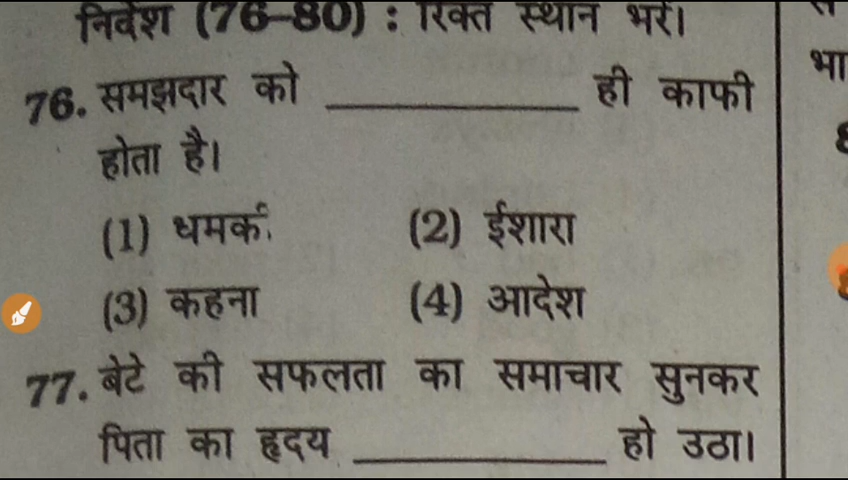 निर्देश (76–80) : रिक्त स्थान भरें।
76. समझदार को ________ ही काफी
होता है।
(1) धमकी (2) ईशारा
(3) कहना (4) आदेश
77. बेटे की सफलता का समाचार सुनकर
पिता का हृदय ________ हो उठा।
भा